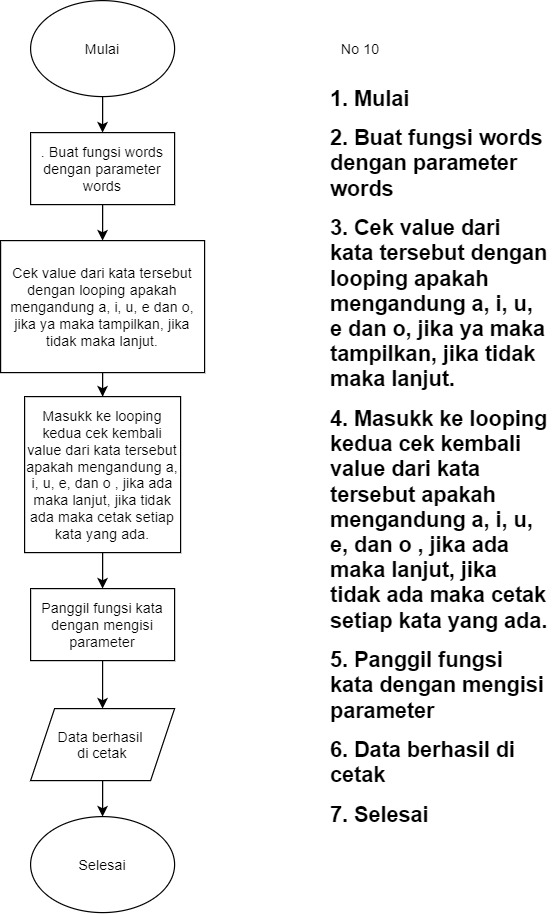 Mulai
. Buat fungsi words
dengan parameter
words
Cek value dari kata tersebut
dengan looping apakah
mengandung a, i, u, e dan o,
jika ya maka tampilkan, jika
tidak maka lanjut.
Masukk ke looping
kedua cek kembali
value dari kata tersebut
apakah mengandung a,
i, u, e, dan o , jika ada
maka lanjut, jika tidak
ada maka cetak setiap
kata yang ada.
Panggil fungsi kata
dengan mengisi
parameter
Data berhasil
di cetak
Selesai
No 10
1. Mulai
2. Buat fungsi words
dengan parameter
words
3. Cek value dari
kata tersebut dengan
looping apakah
mengandung a, i, u,
e dan o, jika ya maka
tampilkan, jika tidak
maka lanjut.
4. Masukk ke looping
kedua cek kembali
value dari kata
tersebut apakah
mengandung a, i, u,
e, dan o , jika ada
maka lanjut, jika
tidak ada maka cetak
setiap kata yang ada.
5. Panggil fungsi
kata dengan mengisi
parameter
6. Data berhasil di
cetak
7. Selesai